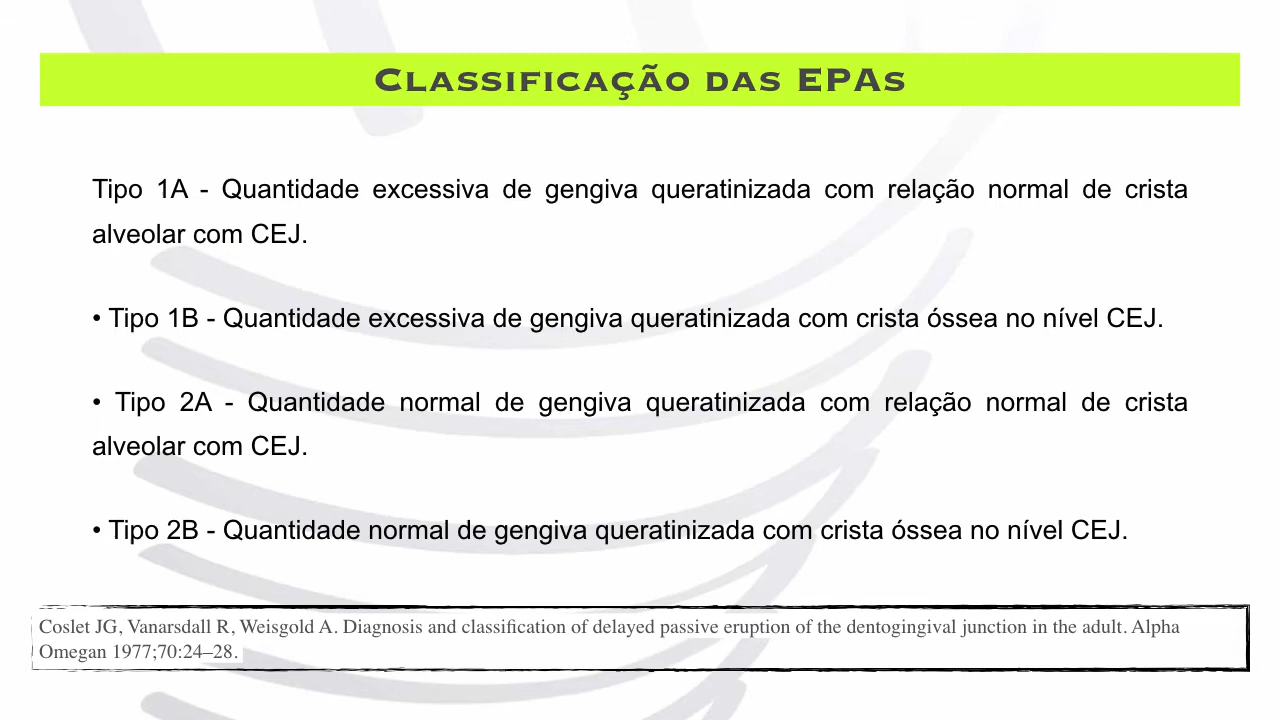 Classificação das EPAs
Tipo 1A - Quantidade excessiva de gengiva queratinizada com relação normal de crista
alveolar com CEJ.
• Tipo 1B - Quantidade excessiva de gengiva queratinizada com crista óssea no nível CEJ.
• Tipo 2A - Quantidade normal de gengiva queratinizada com relação normal de crista
alveolar com CEJ.
• Tipo 2B - Quantidade normal de gengiva queratinizada com crista óssea no nível CEJ.
Coslet JG, Vanarsdall R, Weisgold A. Diagnosis and classification of delayed passive eruption of the dentogingival junction in the adult. Alpha
Omegan 1977;70:24–28.